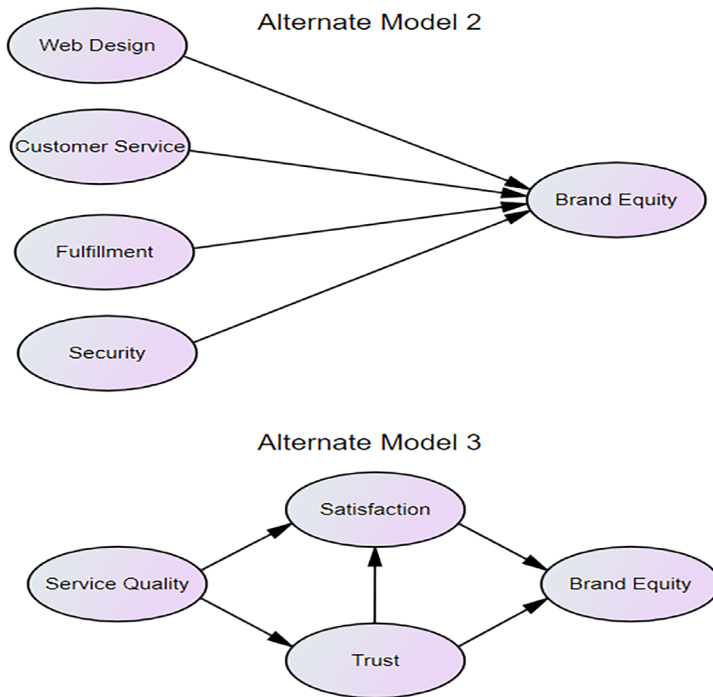 Alternate Model 2
Web Design
Customer Service
Brand Equity
Fulfillment
Security
Alternate Model 3
Satisfaction
Service Quality
Brand Equity
Trust